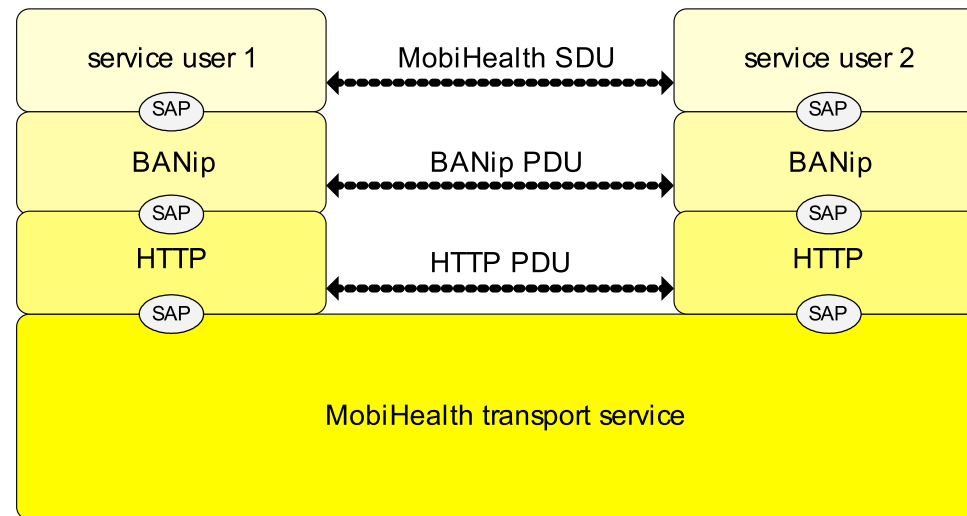 service user 1
MobiHealth SDU
service user 2
SAP
SAP
BANip
BANip PDU
BANip
SAP
SAP
HTTP
HTTP PDU
HTTP
SAP
SAP
MobiHealth transport service